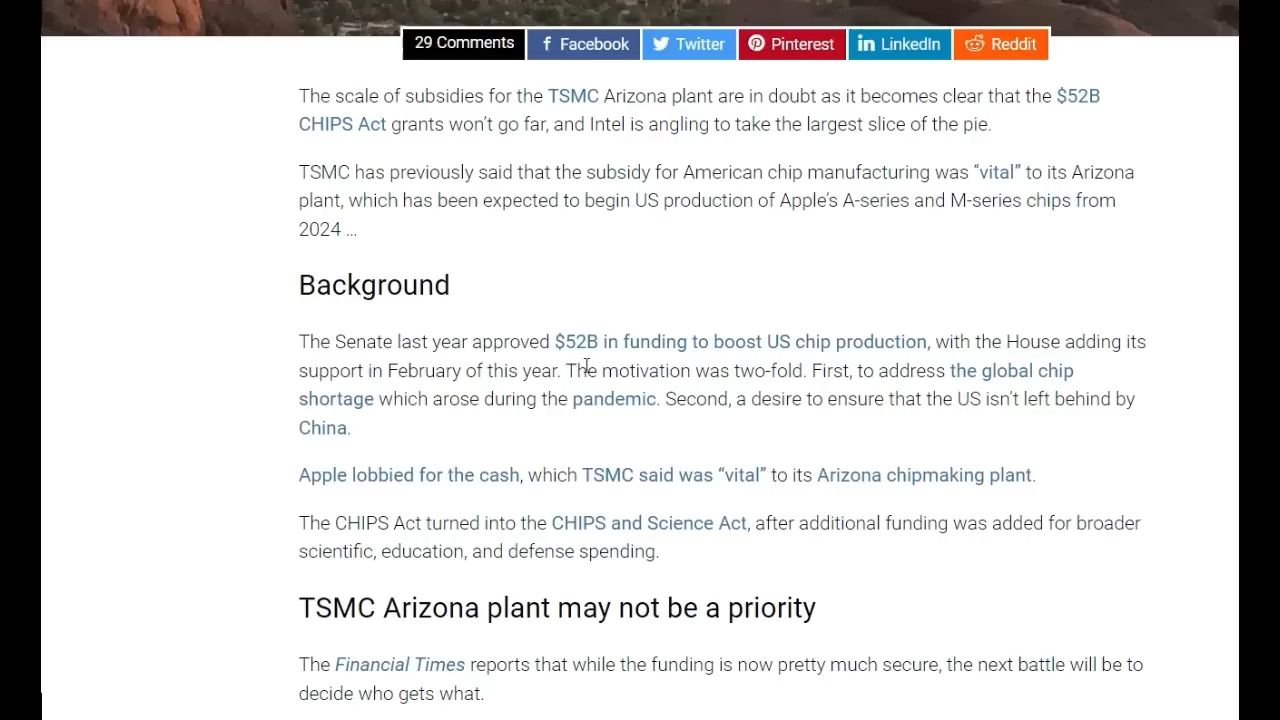 29 Comments
Facebook
Twitter
Pinterest
LinkedIn
Reddit
The scale of subsidies for the TSMC Arizona plant are in doubt as it becomes clear that the $52B
CHIPS Act grants won’t go far, and Intel is angling to take the largest slice of the pie.
TSMC has previously said that the subsidy for American chip manufacturing was “vital” to its Arizona
plant, which has been expected to begin US production of Apple’s A-series and M-series chips from
2024 …
Background
The Senate last year approved $52B in funding to boost US chip production, with the House adding its
support in February of this year. The motivation was two-fold. First, to address the global chip
shortage which arose during the pandemic. Second, a desire to ensure that the US isn’t left behind by
China.
Apple lobbied for the cash, which TSMC said was “vital” to its Arizona chipmaking plant.
The CHIPS Act turned into the CHIPS and Science Act, after additional funding was added for broader
scientific, education, and defense spending.
TSMC Arizona plant may not be a priority
The Financial Times reports that while the funding is now pretty much secure, the next battle will be to
decide who gets what.